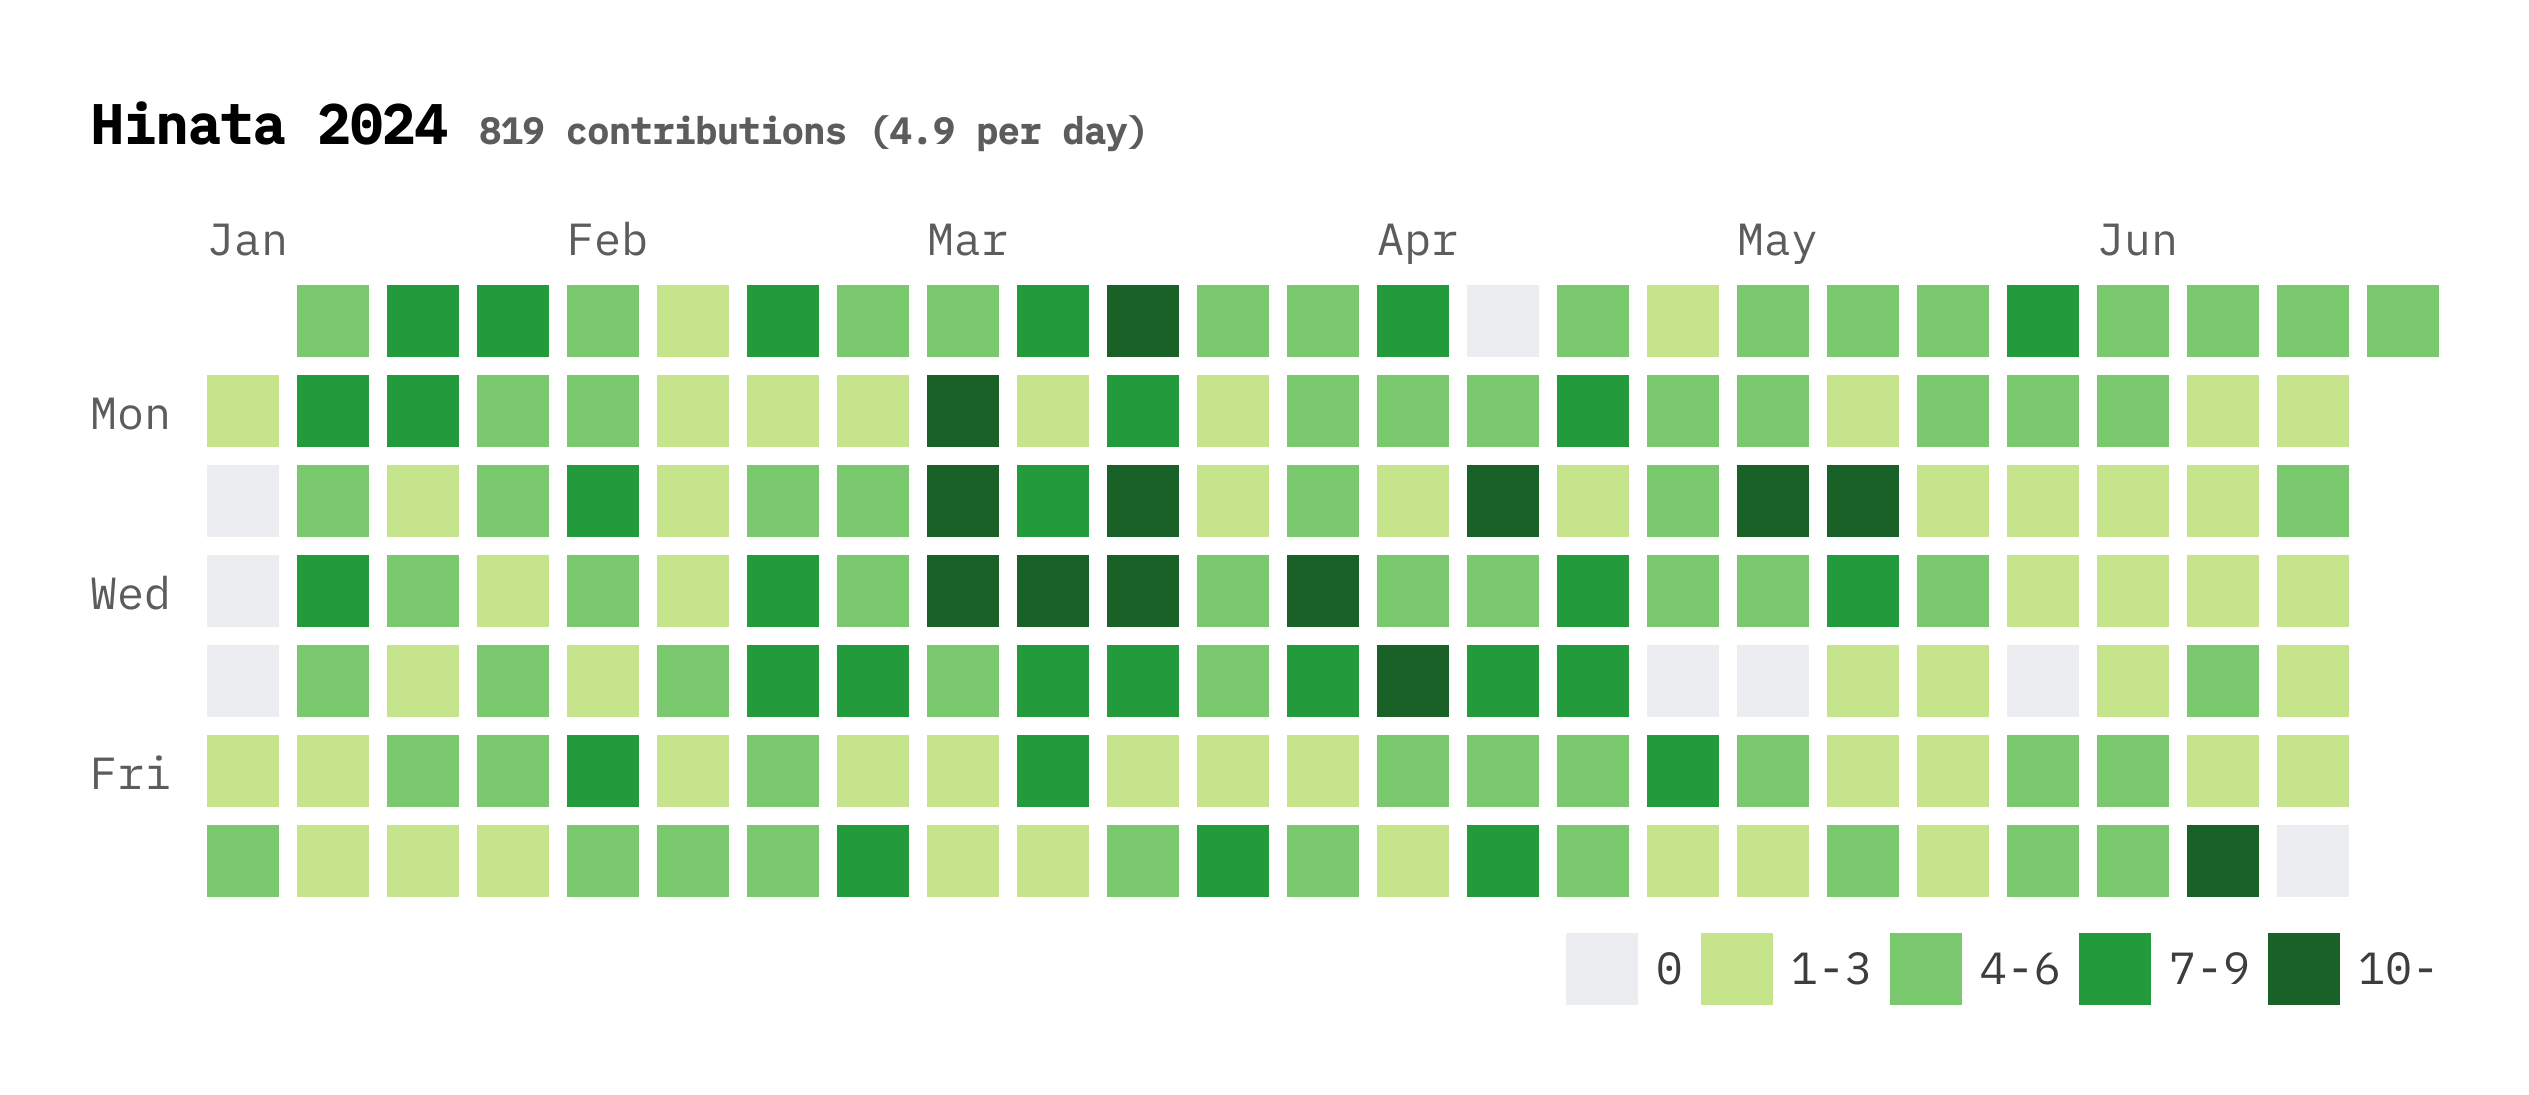 Hinata 2024 819 contributions (4.9 per day)
Jan Feb Mar Apr May Jun
Mon
Wed
Fri
0 1-3 4-6 7-9 10-